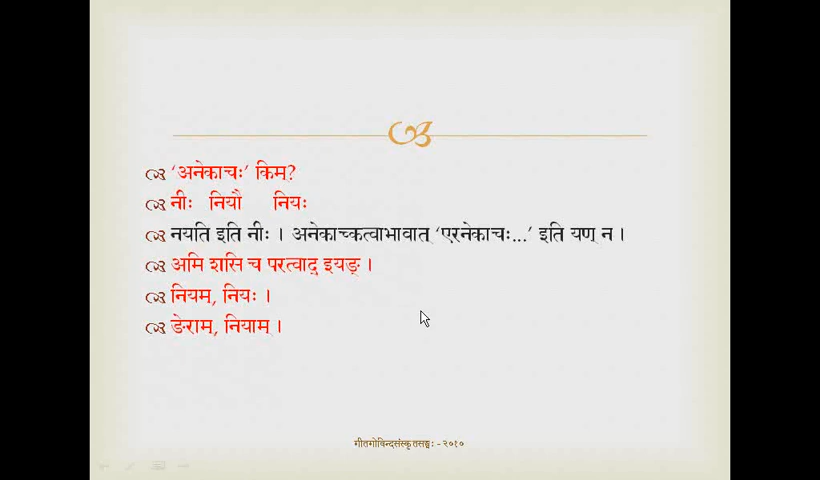 'अनेकाचः' किम्?
नीः नियौ नियः
नयति इति नीः । अनेकाच्कत्वाभावात् 'एरनेकाचः...' इति यण् न ।
अमि शसि च परत्वाद् इयङ् ।
नियम्, नियः ।
ङेराम्, नियाम् ।
गीतगोविन्दसंस्कृतसङ्घः - २०१०